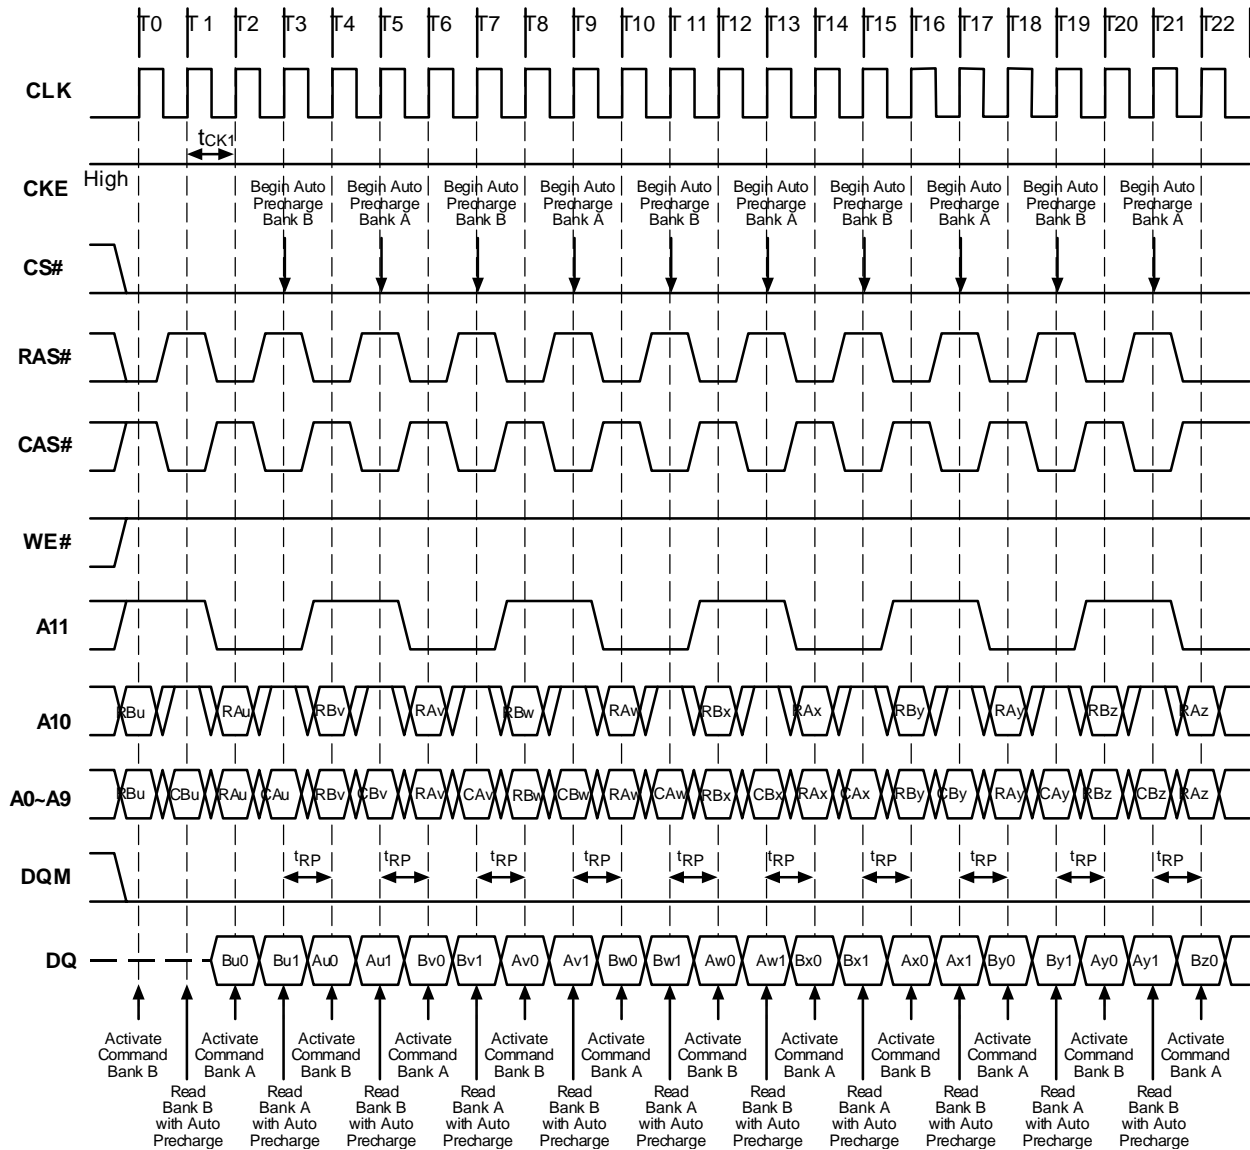 T0 T 1 T2 T3 T4 T5 T6 T7 T8 T9 T10 T 11 T12 T13 T14 T15 T16 T17 T18 T19 T20 T21 T22
CLK
tCK1
High
CKE
Begin Auto Begin Auto Begin Auto Begin Auto Begin Auto Begin Auto Begin Auto Begin Auto Begin Auto Begin Auto
Precharge Precharge Precharge Precharge Precharge Precharge Precharge Precharge Precharge Precharge
Bank B Bank A Bank B Bank A Bank B Bank A Bank B Bank A Bank B Bank A
CS#
RAS#
CAS#
WE#
A11
A10 RBu RAu RBv RAv RBw RAw RBx RAx RBy RAy RBz RAz
A0~A9 RBu CBu RAu CAu RBv CBv RAv CAv RBw CBw RAw CAw RBx CBx RAx CAx RBy CBy RAy CAy RBz CBz RAz
tRP tRP tRP tRP tRP tRP tRP tRP tRP tRP
DQM
DQ Bu0 Bu1 Au0 Au1 Bv0 Bv1 Av0 Av1 Bw0 Bw1 Aw0 Aw1 Bx0 Bx1 Ax0 Ax1 By0 By1 Ay0 Ay1 Bz0
Activate Activate Activate Activate Activate Activate Activate Activate Activate Activate Activate Activate
Command Command Command Command Command Command Command Command Command Command Command Command
Bank B Bank A Bank B Bank A Bank B Bank A Bank B Bank A Bank B Bank A Bank B Bank A
Read Read Read Read Read Read Read Read Read Read Read
Bank B Bank A Bank B Bank A Bank B Bank A Bank B Bank A Bank B Bank A Bank B
with Auto with Auto with Auto with Auto with Auto with Auto with Auto with Auto with Auto with Auto with Auto
Precharge Precharge Precharge Precharge Precharge Precharge Precharge Precharge Precharge Precharge Precharge